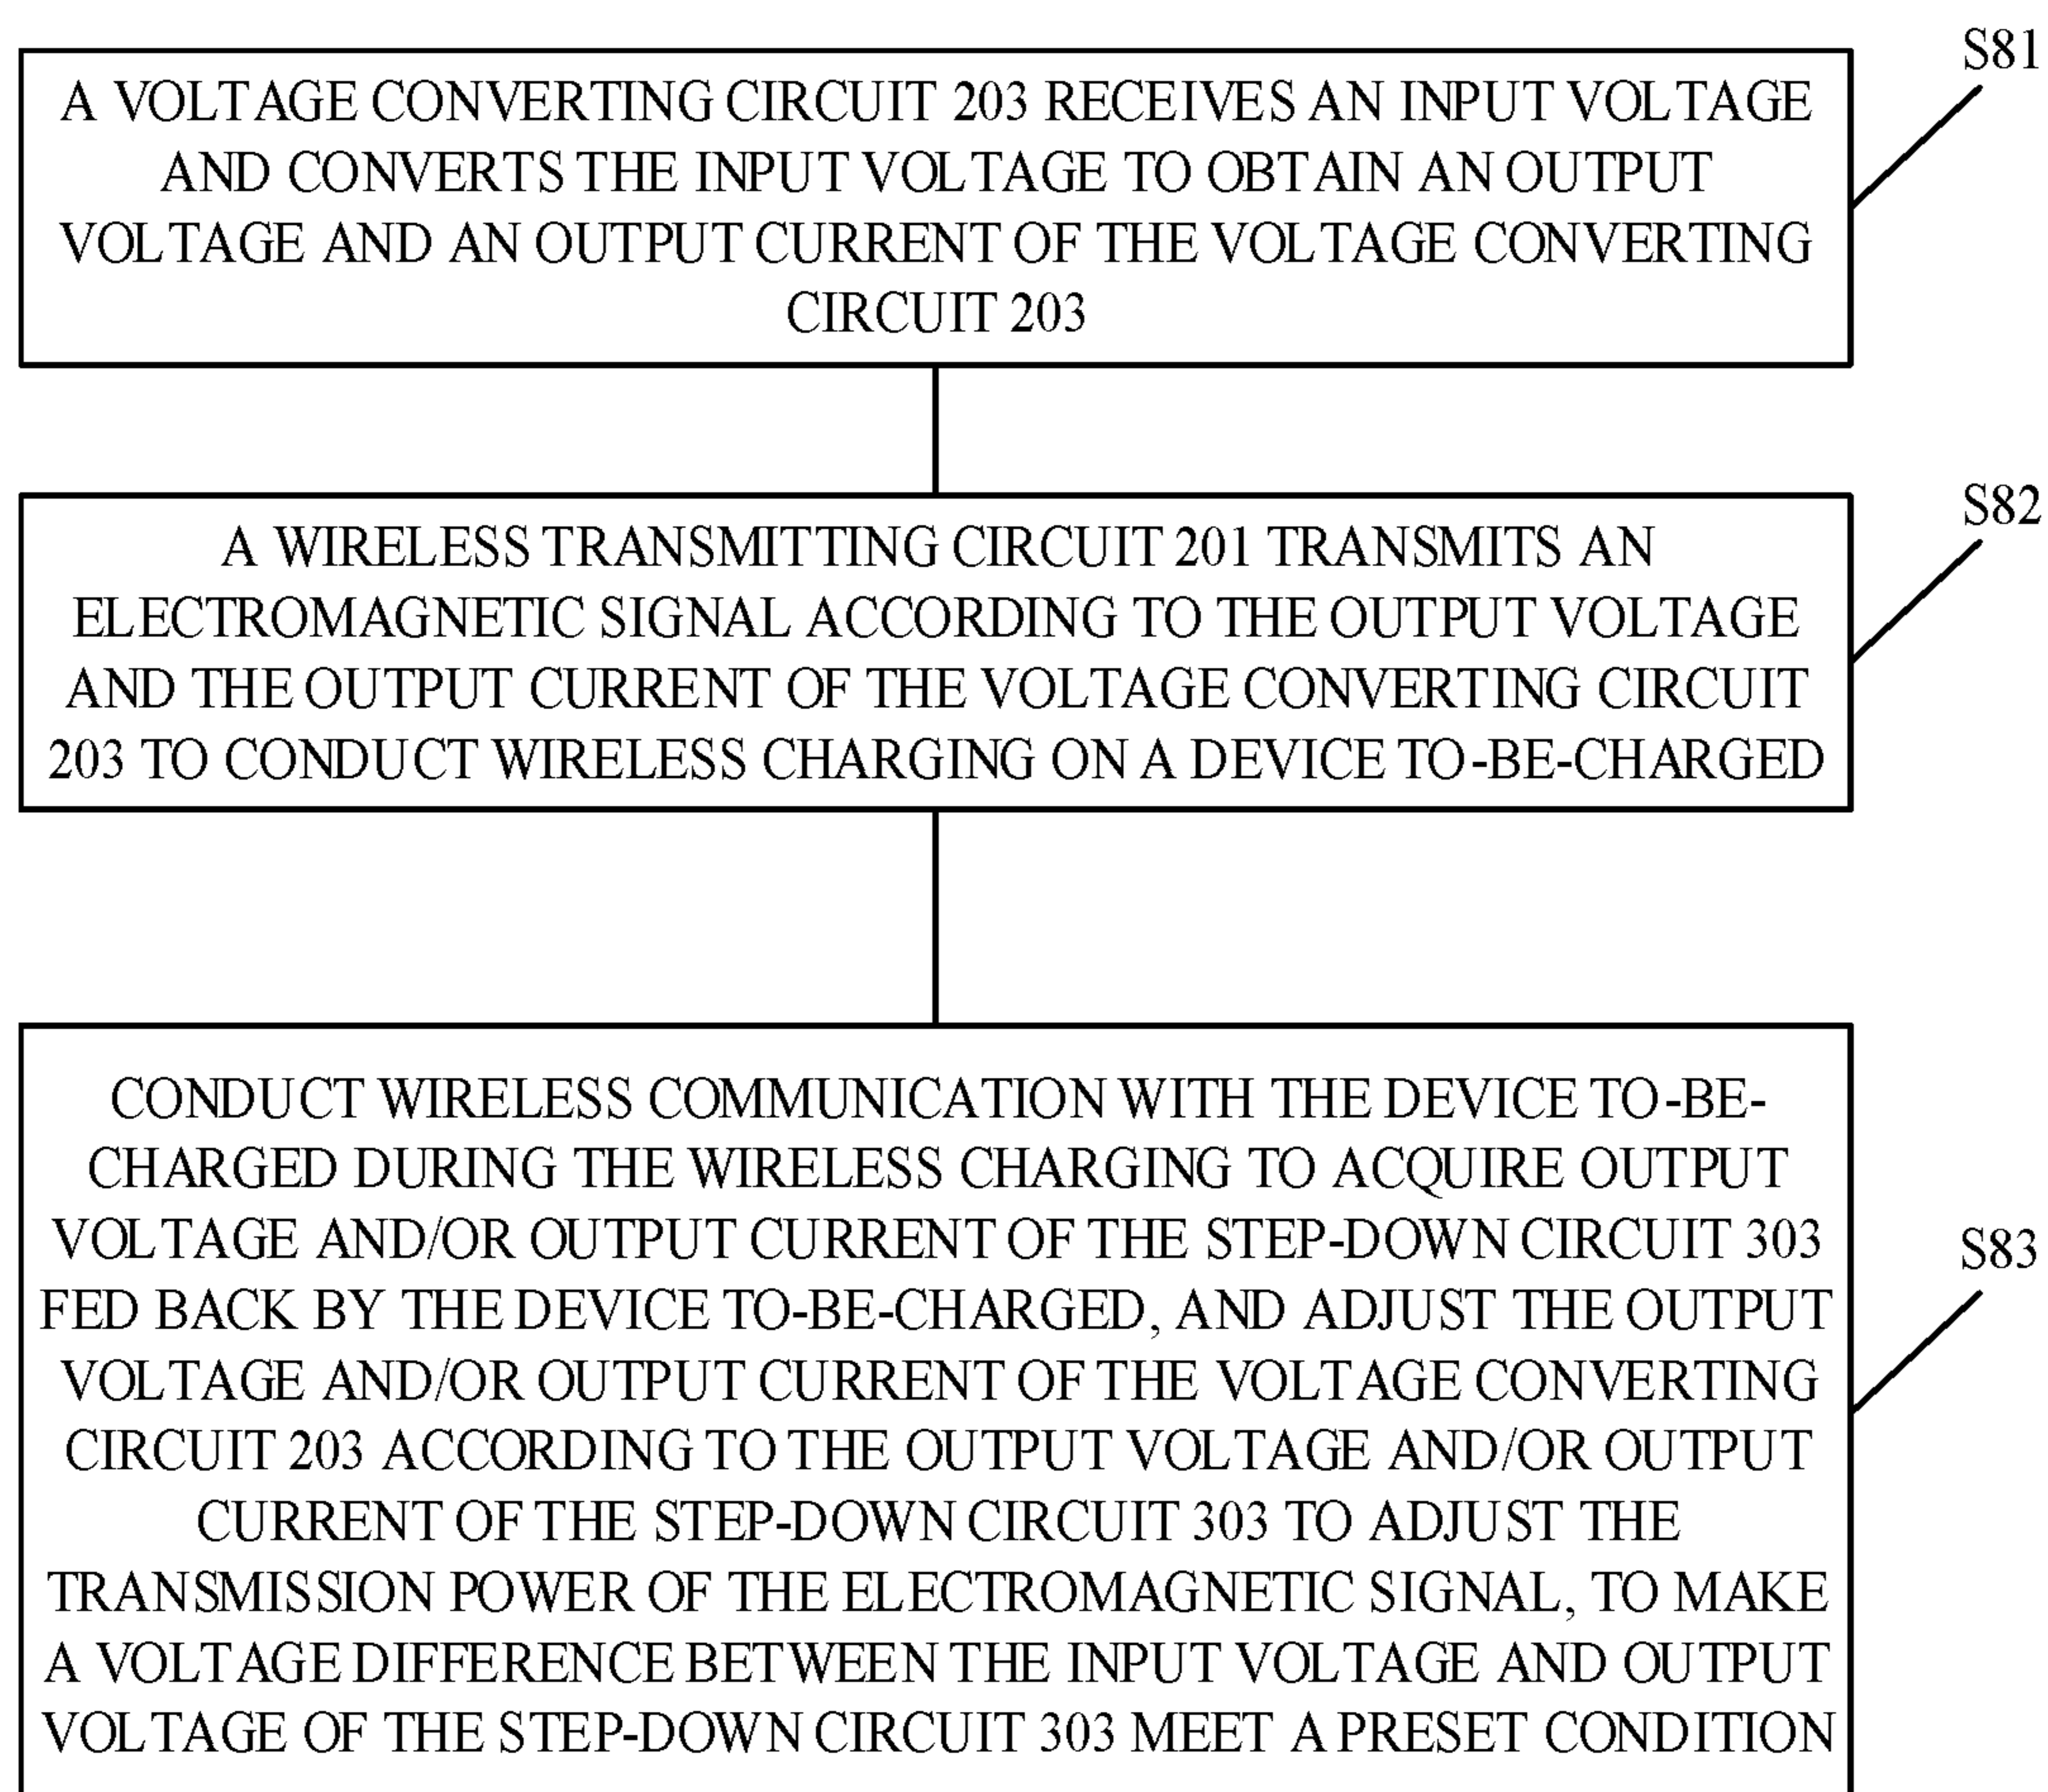 S81
A VOLTAGE CONVERTING CIRCUIT 203 RECEIVES AN INPUT VOLTAGE
AND CONVERTS THE INPUT VOLTAGE TO OBTAIN AN OUTPUT
VOLTAGE AND AN OUTPUT CURRENT OF THE VOLTAGE CONVERTING
CIRCUIT 203
S82
A WIRELESS TRANSMITTING CIRCUIT 201 TRANSMITS AN
ELECTROMAGNETIC SIGNAL ACCORDING TO THE OUTPUT VOLTAGE
AND THE OUTPUT CURRENT OF THE VOLTAGE CONVERTING CIRCUIT
203 TO CONDUCT WIRELESS CHARGING ON A DEVICE TO-BE-CHARGED
S83
CONDUCT WIRELESS COMMUNICATION WITH THE DEVICE TO-BE-
CHARGED DURING THE WIRELESS CHARGING TO ACQUIRE OUTPUT
VOLTAGE AND/OR OUTPUT CURRENT OF THE STEP-DOWN CIRCUIT 303
FED BACK BY THE DEVICE TO-BE-CHARGED, AND ADJUST THE OUTPUT
VOLTAGE AND/OR OUTPUT CURRENT OF THE VOLTAGE CONVERTING
CIRCUIT 203 ACCORDING TO THE OUTPUT VOLTAGE AND/OR OUTPUT
CURRENT OF THE STEP-DOWN CIRCUIT 303 TO ADJUST THE
TRANSMISSION POWER OF THE ELECTROMAGNETIC SIGNAL, TO MAKE
A VOLTAGE DIFFERENCE BETWEEN THE INPUT VOLTAGE AND OUTPUT
VOLTAGE OF THE STEP-DOWN CIRCUIT 303 MEET A PRESET CONDITION